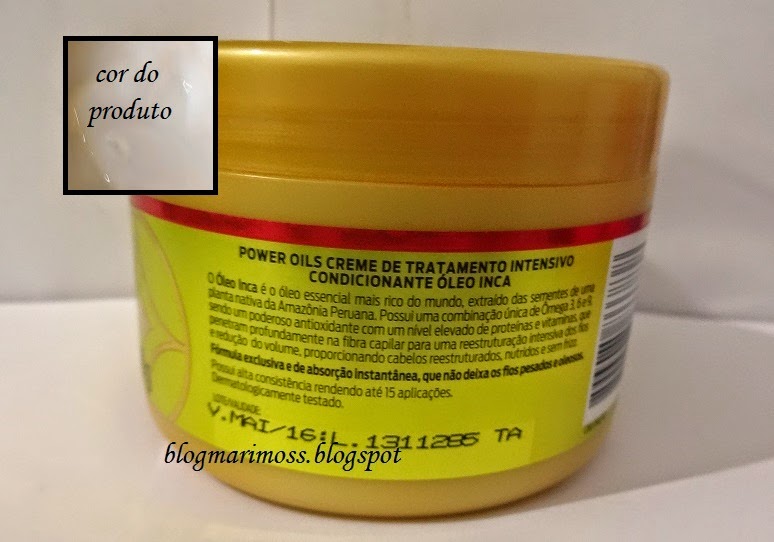 cor do
produto
POWER OILS CREME DE TRATAMENTO INTENSIVO
CONDICIONANTE ÓLEO INCA
O Óleo Inca é o óleo essencial mais rico do mundo, extraído das sementes de uma
planta nativa da Amazônia Peruana. Possui uma combinação única de Ômega 3, 6 e 9,
sendo um poderoso antioxidante com um nível elevado de proteínas e vitaminas, que
penetram profundamente na fibra capilar para uma reestruturação intensiva dos fios
e redução do volume, proporcionando cabelos reestruturados, nutridos e sem frizz.
Fórmula exclusiva e de absorção instantânea, que não deixa os fios pesados e oleosos.
Possui alta consistência rendendo até 15 aplicações.
Dermatologicamente testado.
LOTE/VALIDADE
V.MAI/16:L.1311285 TA
blogmarimoss.blogspot